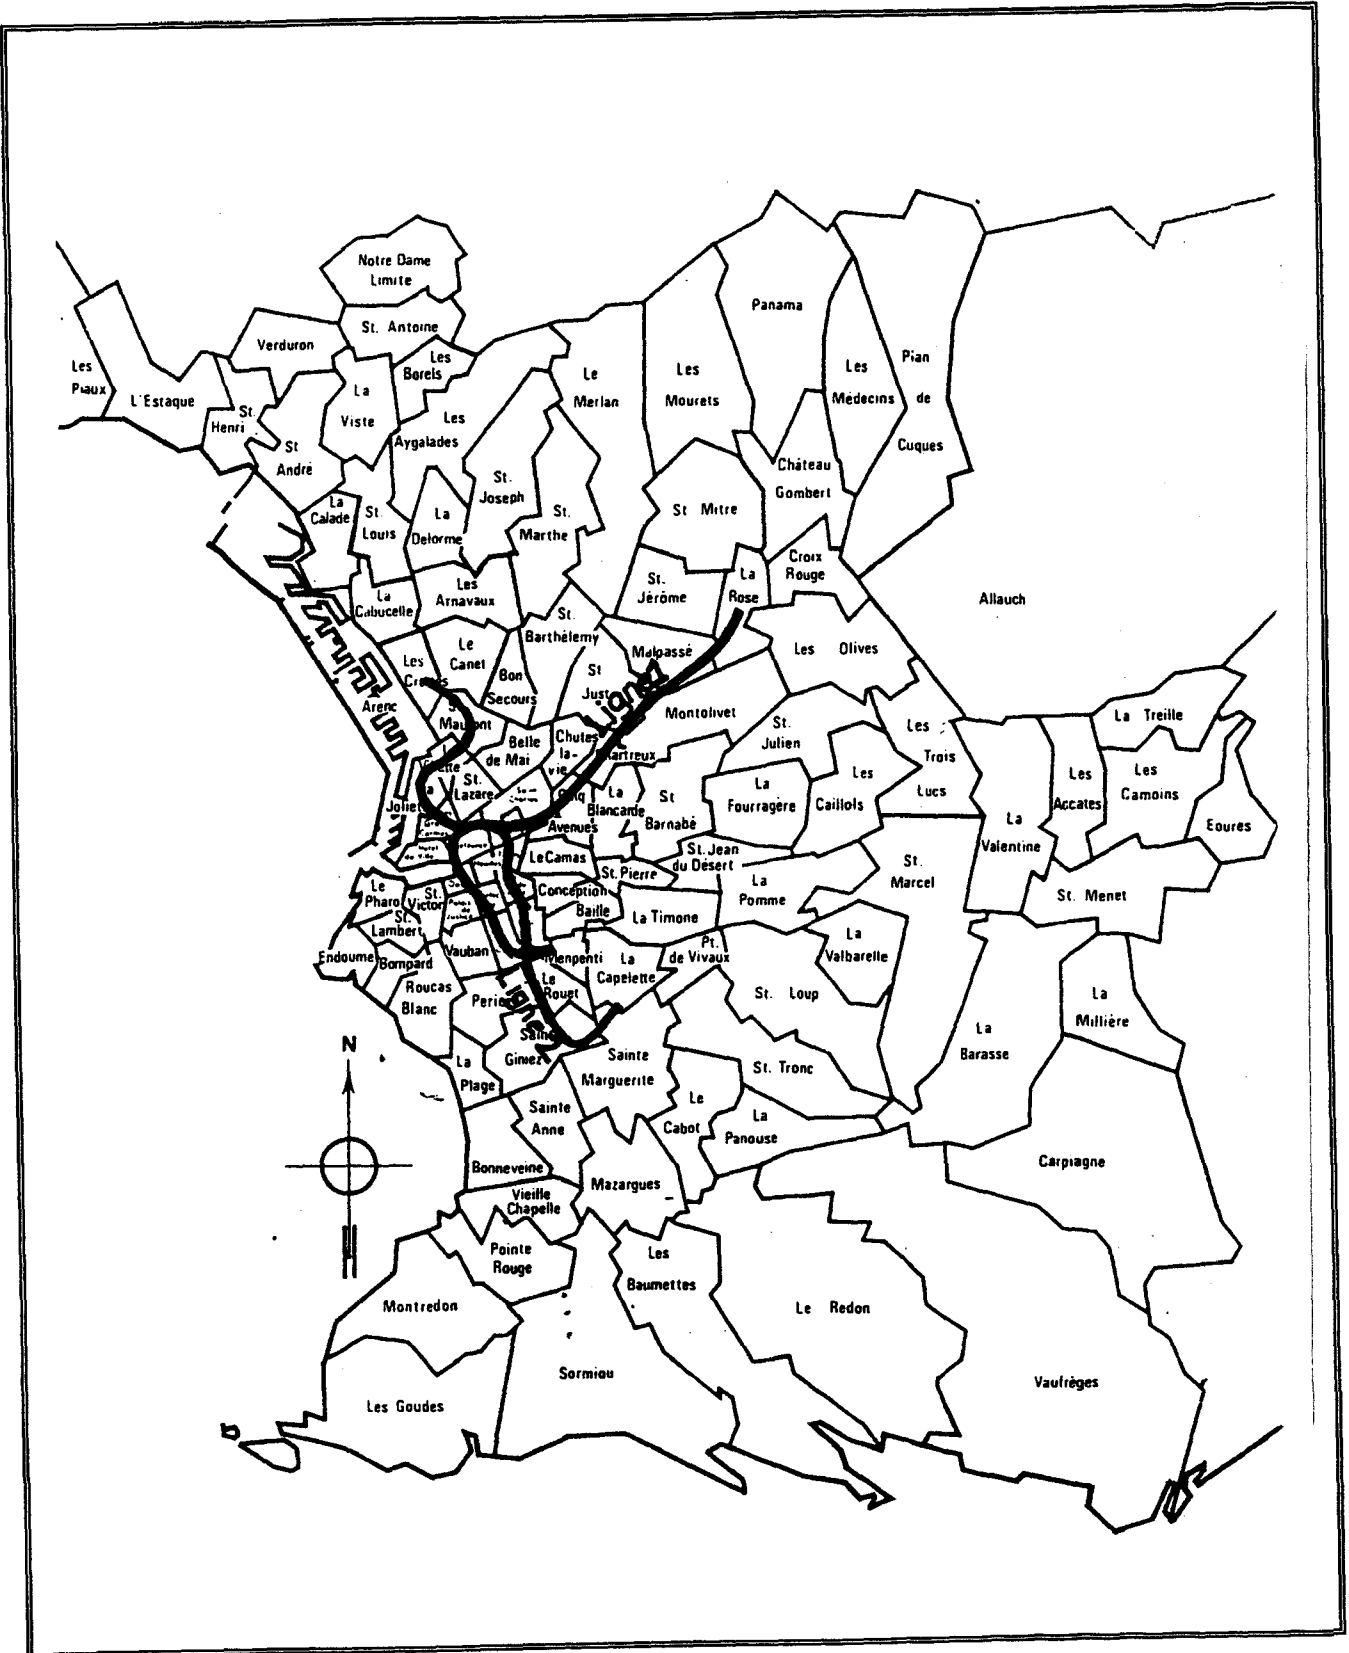 Notre Dame
Limite
St. Antoine
Verduron
Les
Borels
Les
Piaux
L'Estaque
St.
Henri
La
Viste
Les
Aygalades
St
André
Le
Merlan
Les
Mourets
Panama
Les
Médecins
Plan
de
Cuques
Château
Gombert
La
Calade
St.
Louis
La
Delorme
St.
Joseph
St.
Marthe
St Mitre
Croix
Rouge
La
Rose
St.
Jérôme
Allauch
La
Cabucelle
Les
Arnavaux
St.
Barthélemy
Malpassé
Les Olives
Les
Le
Canet
Bon
Secours
St
Just
Ligne 1
Arenc
Montolivet
St.
Julien
Les
Trois
Lucs
La Treille
Belle
de Mai
Chutes
la-
vie
St.
Lazare
La
Blancarde
St
Barnabé
La
Fourragère
Les
Caillols
Les
Accates
Les
Camoins
Eoures
La
Valentine
Avenues
Le Camas
St. Pierre
St. Jean
du Désert
La
Pomme
St.
Marcel
St. Menet
Le
Pharo
St.
Victor
St.
Lambert
Conception
Baille
La Timone
Endoume
Bompard
Vauban
Menpenti
La
Capelette
Pt.
de Vivaux
La
Valbarelle
Roucas
Blanc
Le
Rouet
St. Loup
La
Millière
La
Barasse
N
La
Plage
Giniez
Sainte
Marguerite
St. Tronc
Sainte
Anne
Le
Cabot
La
Panouse
Carpiagne
Bonneveine
Mazargues
Vieille
Chapelle
Pointe
Rouge
Les
Baumettes
Montredon
Le Redon
Sormiou
Vaufrèges
Les Goudes